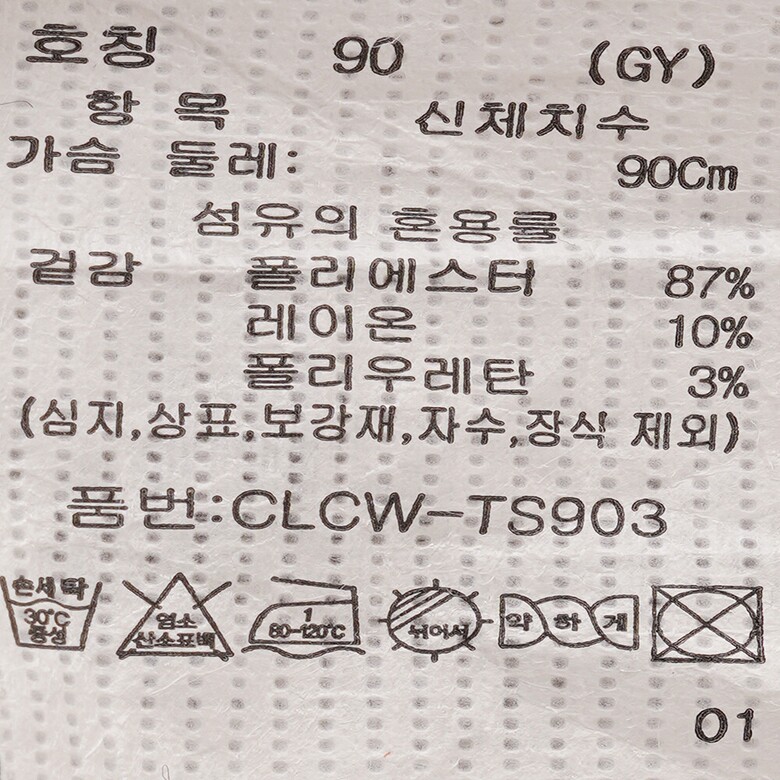 호칭 90 (GY)
항 목 신체치수
가슴 둘레: 90Cm
섬유의 혼용률
겉감 폴리에스터 87%
레이온 10%
폴리우레탄 3%
(심지,상표,보강재,자수,장식 제외)
품번:CLCW-TS903
손세탁 30℃ 중성
염소 산소표백
1 80-120℃
뉘어서
약하게
01